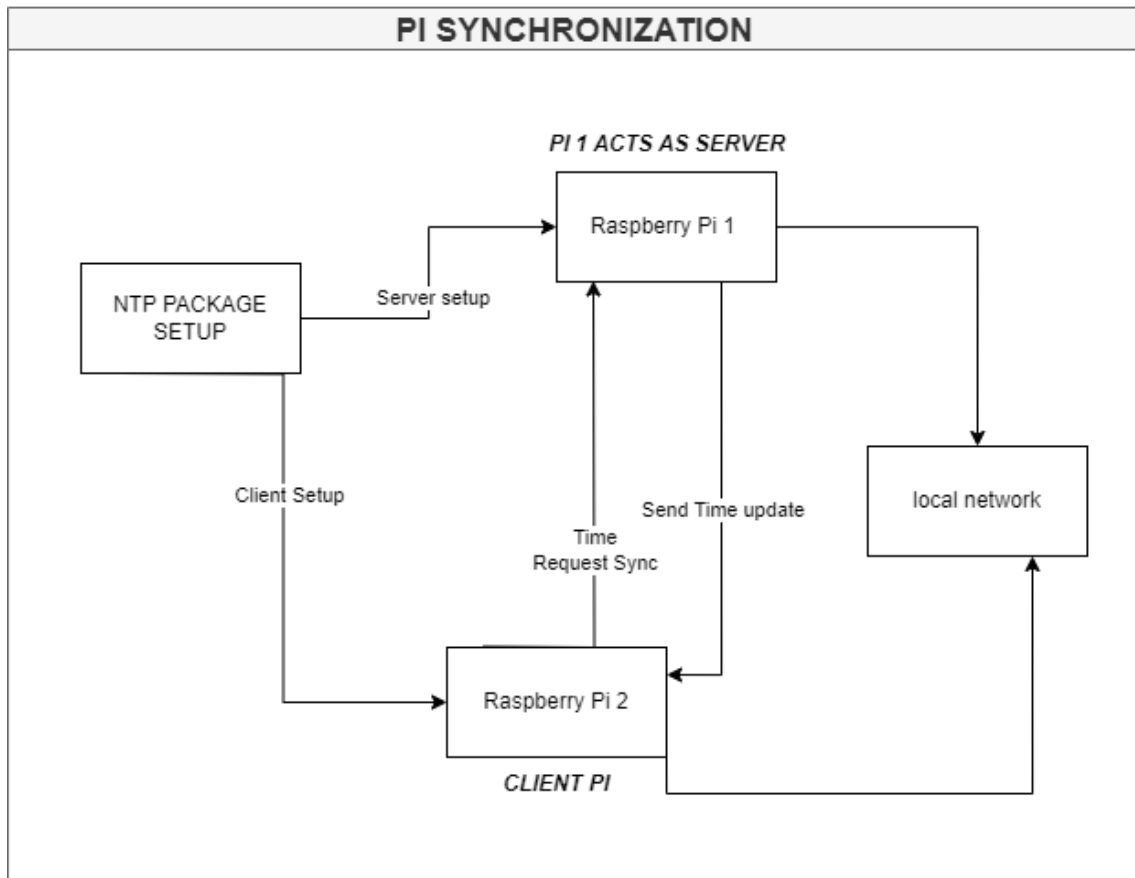 PI SYNCHRONIZATION
PI 1 ACTS AS SERVER
Raspberry Pi 1
NTP PACKAGE
SETUP
Server setup
Client Setup
Send Time update
local network
Time
Request Sync
Raspberry Pi 2
CLIENT PI